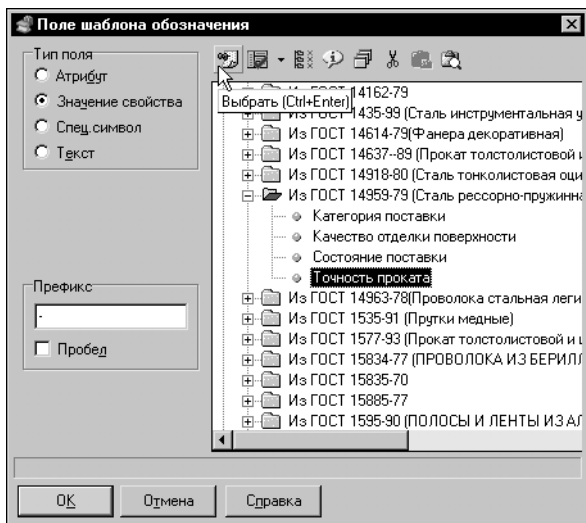 Поле шаблона обозначения
Тип поля
Атрибут
Значение свойства
Спец.символ
Текст
Префикс
-
Пробел
Выбрать (Ctrl+Enter)
14162-79
1435-99 (Сталь инструментальная у
Из ГОСТ 14614-79(Фанера декоративная)
Из ГОСТ 14637--89 (Прокат толстолистовой и
Из ГОСТ 14918-80 (Сталь тонколистовая оци
Из ГОСТ 14959-79 (Сталь рессорно-пружинна
Категория поставки
Качество отделки поверхности
Состояние поставки
Точность проката
Из ГОСТ 14963-78(Проволока стальная леги
Из ГОСТ 1535-91 (Прутки медные)
Из ГОСТ 1577-93 (Прокат толстолистовой и ш
Из ГОСТ 15834-77 (ПРОВОЛОКА ИЗ БЕРИЛЛ
Из ГОСТ 15835-70
Из ГОСТ 15885-77
Из ГОСТ 1595-90 (ПОЛОСЫ И ЛЕНТЫ ИЗ АЛ
OK
Отмена
Справка